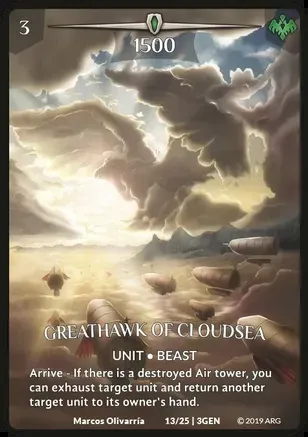 3
1500
GREATHAWK OF CLOUDSEA
UNIT • BEAST
Arrive - If there is a destroyed Air tower, you
can exhaust target unit and return another
target unit to its owner's hand.
Marcos Olivarría 13/25 | 3GEN © 2019 ARG